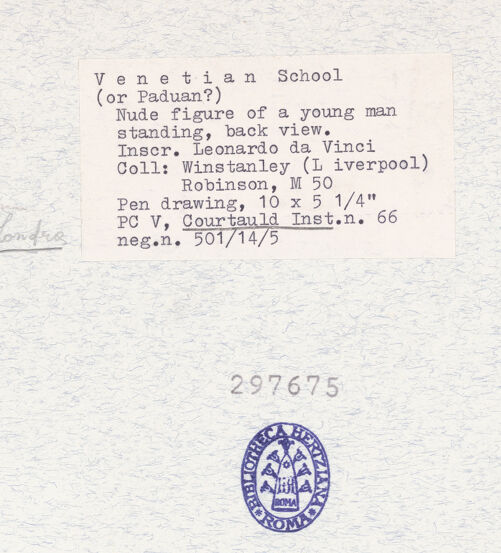 V e n e t i a n  School
(or Paduan?)
Nude figure of a young man
standing, back view.
Inscr. Leonardo da Vinci
Coll: Winstanley (L iverpool)
Robinson, M 50
Pen drawing, 10 x 5 1/4"
PC V, Courtauld Inst.n. 66
neg.n. 501/14/5
Londra
297675
BIBLIOTHECA HERTZIANA
ROMA
*ROMA*